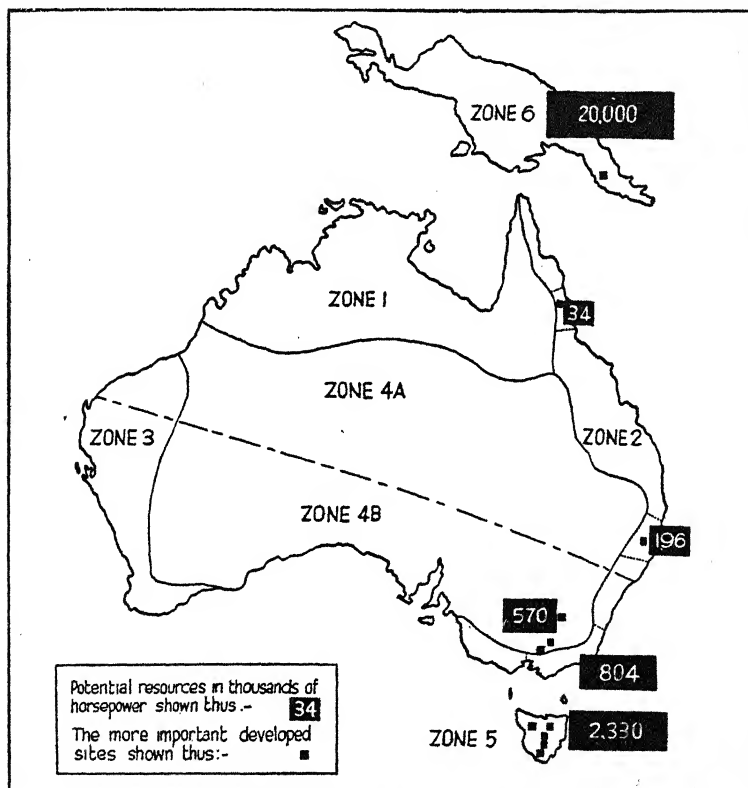 ZONE 6
20,000
34
ZONE 1
ZONE 4A
ZONE 3
ZONE 2
ZONE 4B
196
570
804
Potential resources in thousands of
horsepower shown thus.- 34
The more important developed
sites shown thus:-
ZONE 5
2,330